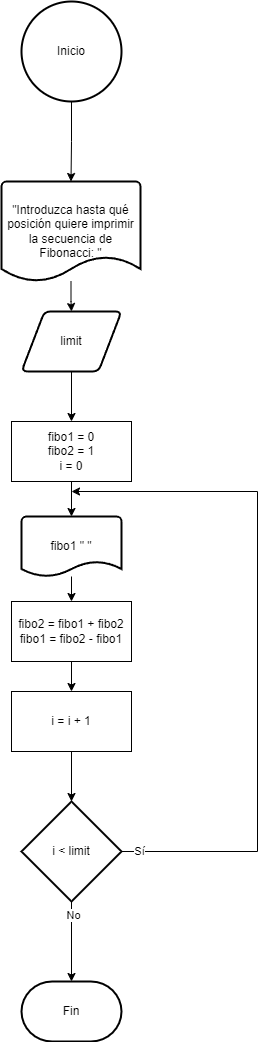 Inicio
"Introduzca hasta qué
posición quiere imprimir
la secuencia de
Fibonacci: "
limit
fibo1 = 0
fibo2 = 1
i = 0
fibo1 " "
fibo2 = fibo1 + fibo2
fibo1 = fibo2 - fibo1
i = i + 1
i < limit
Sí
No
Fin